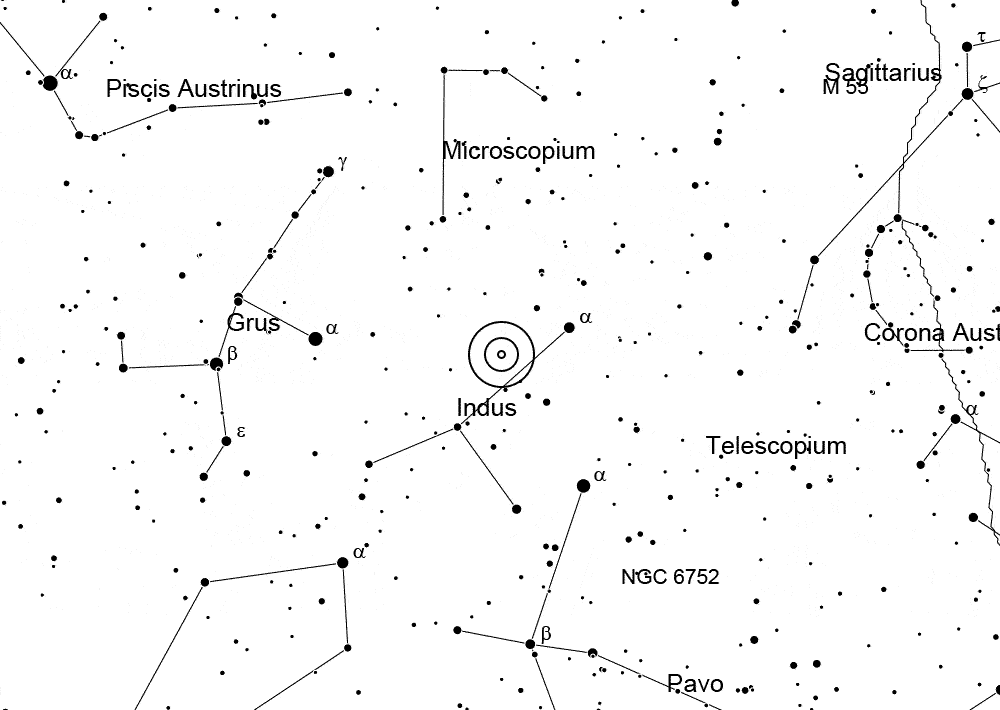 τ
Sagittarius
α
ζ
Piscis Austrinus
M 55
Microscopium
γ
Grus
α
α
Corona Aust
β
Indus
α
ε
Telescopium
α
α
NGC 6752
β
Pavo